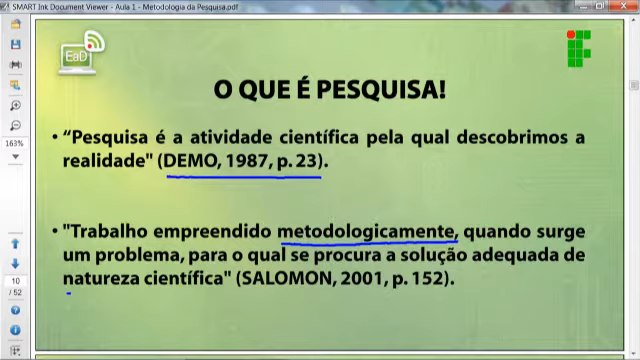 SMART Ink Document Viewer - Aula 1 - Metodologia da Pesquisa.pdf
EaD
O QUE É PESQUISA!
• “Pesquisa é a atividade científica pela qual descobrimos a
realidade" (DEMO, 1987, p. 23).
163%
• "Trabalho empreendido metodologicamente, quando surge
um problema, para o qual se procura a solução adequada de
natureza científica" (SALOMON, 2001, p. 152).
10
/ 52